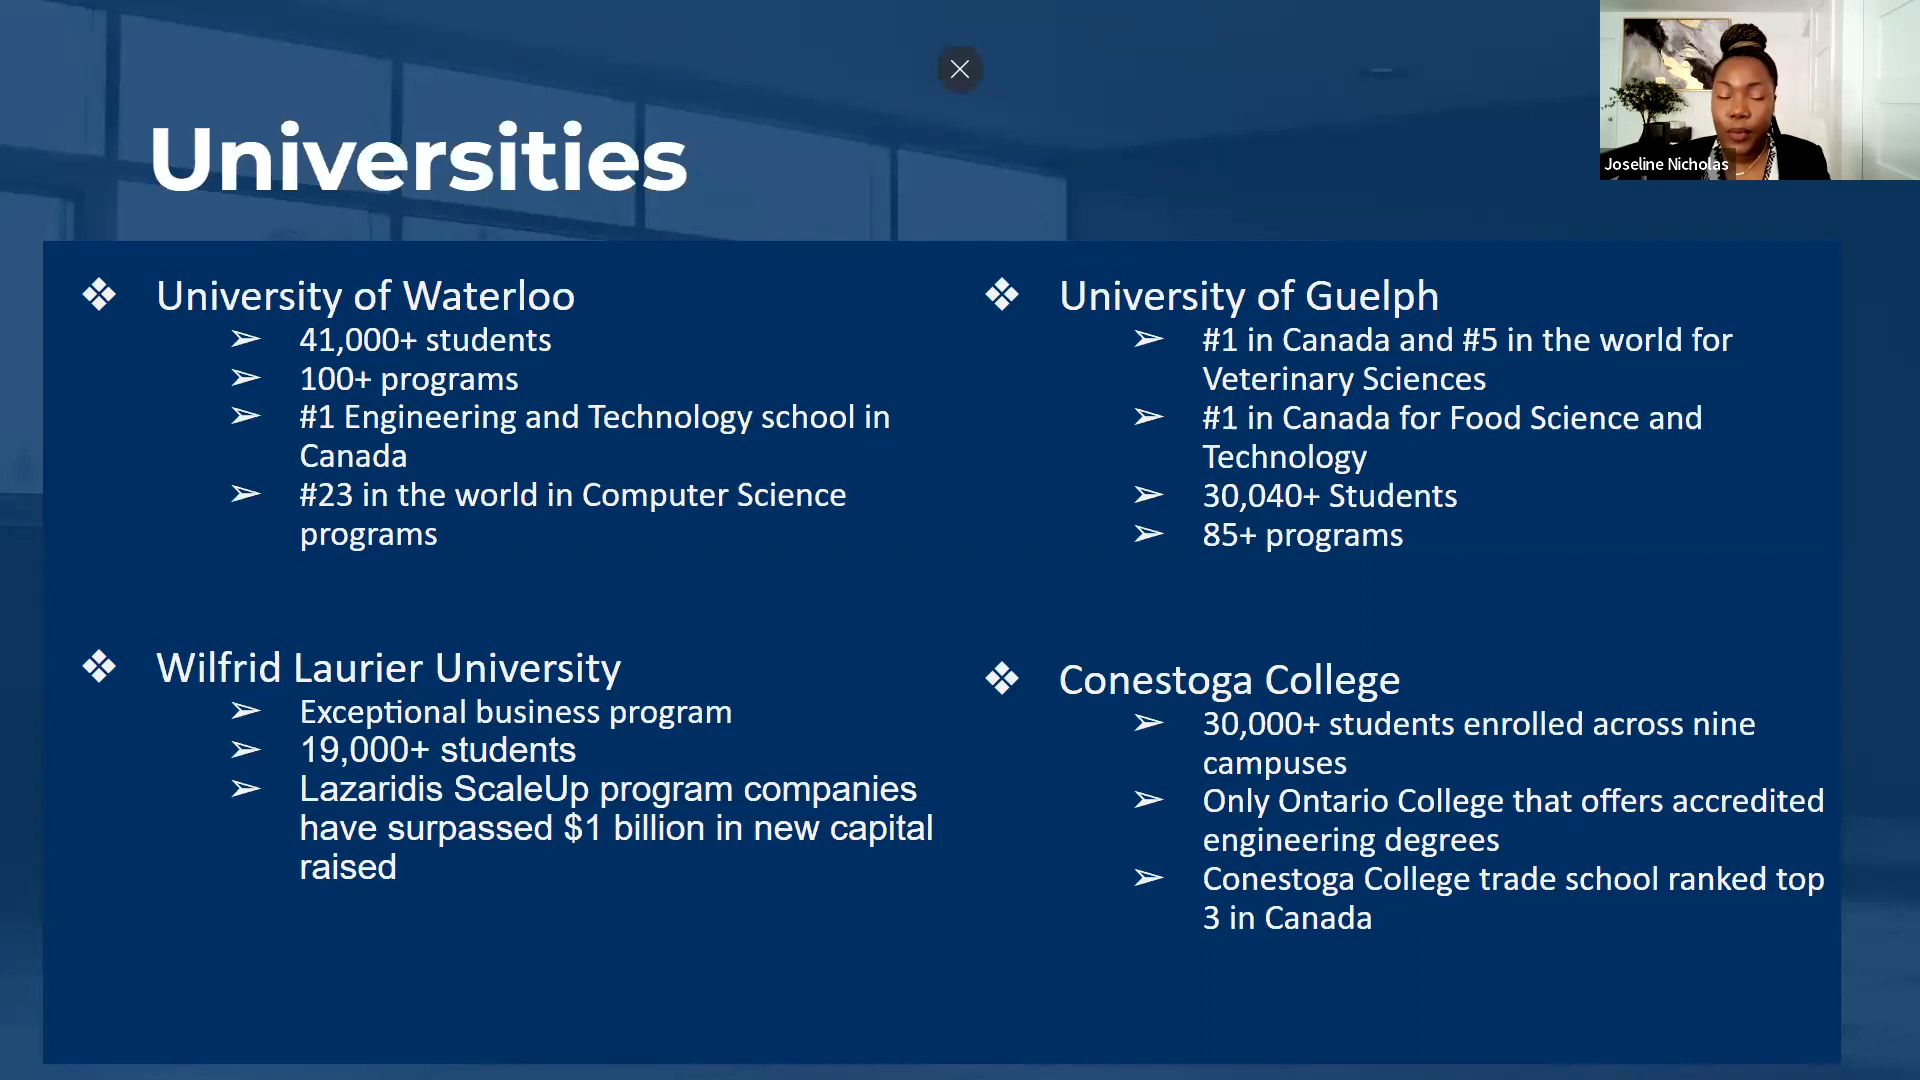 Universities
Joseline Nicholas
❖ University of Waterloo
➢ 41,000+ students
➢ 100+ programs
➢ #1 Engineering and Technology school in
Canada
➢ #23 in the world in Computer Science
programs
❖ Wilfrid Laurier University
➢ Exceptional business program
➢ 19,000+ students
➢ Lazaridis ScaleUp program companies
have surpassed $1 billion in new capital
raised
❖ University of Guelph
➢ #1 in Canada and #5 in the world for
Veterinary Sciences
➢ #1 in Canada for Food Science and
Technology
➢ 30,040+ Students
➢ 85+ programs
❖ Conestoga College
➢ 30,000+ students enrolled across nine
campuses
➢ Only Ontario College that offers accredited
engineering degrees
➢ Conestoga College trade school ranked top
3 in Canada